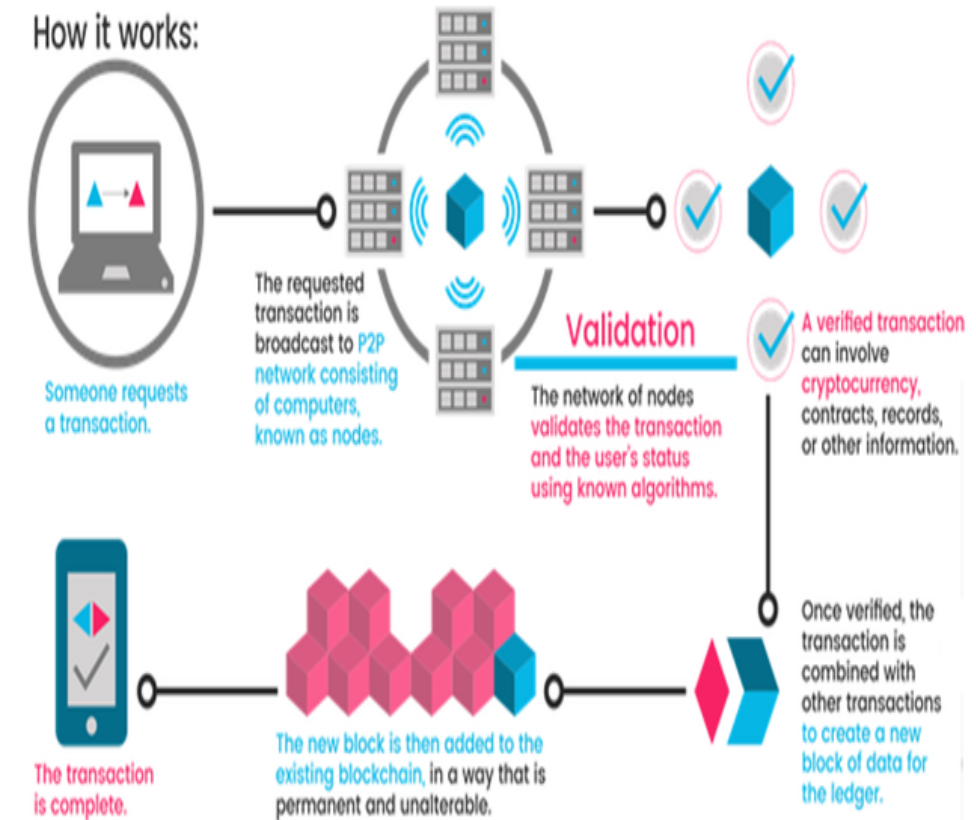 How it works:
Someone requests
a transaction.
The requested
transaction is
broadcast to P2P
network consisting
of computers,
known as nodes.
Validation
The network of nodes
validates the transaction
and the user's status
using known algorithms.
A verified transaction
can involve
cryptocurrency,
contracts, records,
or other information.
Once verified, the
transaction is
combined with
other transactions
to create a new
block of data for
the ledger.
The new block is then added to the
existing blockchain, in a way that is
permanent and unalterable.
The transaction
is complete.